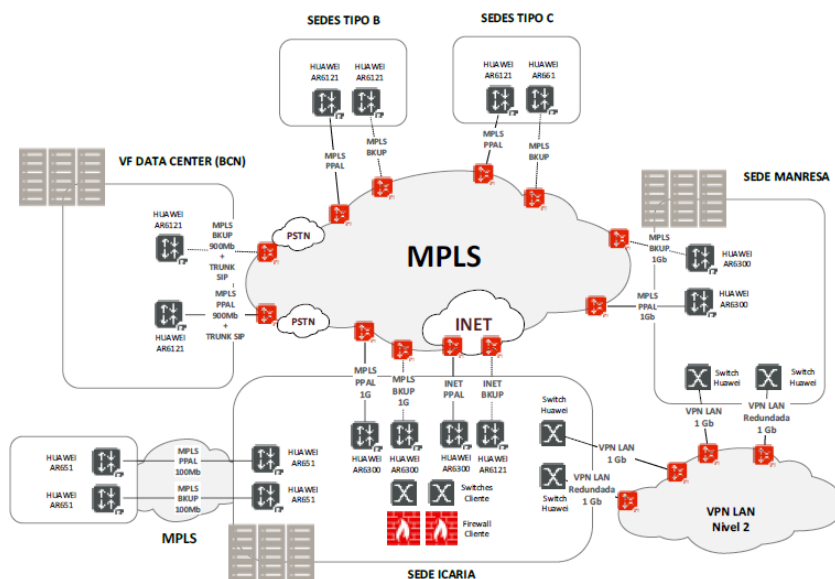 SEDES TIPO B
SEDES TIPO C
HUAWEI
AR6121
HUAWEI
AR6121
HUAWEI
AR6121
HUAWEI
AR661
MPLS
PPAL
MPLS
BKUP
MPLS
PPAL
MPLS
BKUP
VF DATA CENTER (BCN)
SEDE MANRESA
HUAWEI
AR6121
MPLS
BKUP
900Mb
+
TRUNK
SIP
PSTN
MPLS
MPLS
BKUP
1Gb
HUAWEI
AR6300
HUAWEI
AR6121
MPLS
PPAL
900Mb
+
TRUNK SIP
PSTN
INET
MPLS
PPAL
1Gb
HUAWEI
AR6300
MPLS
PPAL
1G
MPLS
BKUP
1G
INET
PPAL
INET
BKUP
Switch
Huawei
Switch
Huawei
VPN LAN
1 Gb
VPN LAN
Redundada
1 Gb
Switch
Huawei
HUAWEI
AR6300
HUAWEI
AR6300
HUAWEI
AR6300
HUAWEI
AR6121
VPN LAN
1 Gb
HUAWEI
AR651
MPLS
PPAL
100Mb
HUAWEI
AR651
HUAWEI
AR651
MPLS
BKUP
100Mb
HUAWEI
AR651
MPLS
Switches
Cliente
Firewall
Cliente
Switch
Huawei
VPN LAN
Redundada
1 Gb
VPN LAN
Nivel 2
SEDE ICARIA